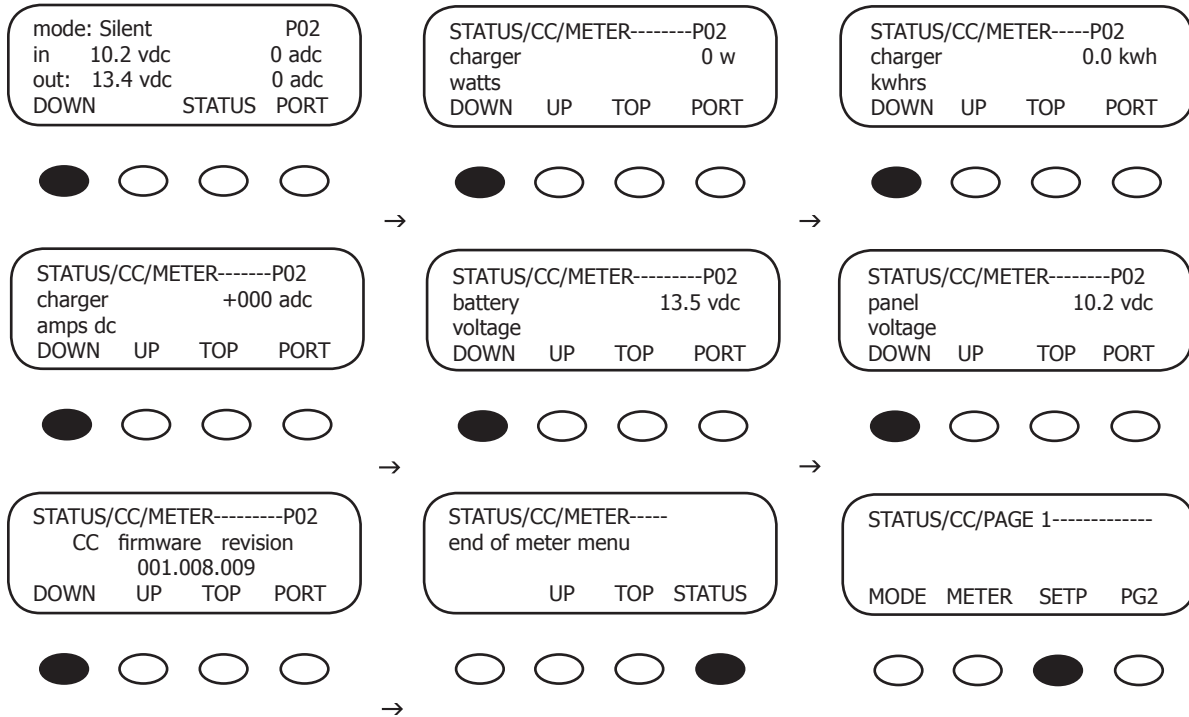 mode: Silent P02
in 10.2 vdc 0 adc
out: 13.4 vdc 0 adc
DOWN STATUS PORT
STATUS/CC/METER--------P02
charger 0 w
watts
DOWN UP TOP PORT
STATUS/CC/METER-----P02
charger 0.0 kwh
kwhrs
DOWN UP TOP PORT
→
→
STATUS/CC/METER-------P02
charger +000 adc
amps dc
DOWN UP TOP PORT
STATUS/CC/METER---------P02
battery 13.5 vdc
voltage
DOWN UP TOP PORT
STATUS/CC/METER--------P02
panel 10.2 vdc
voltage
DOWN UP TOP PORT
→
→
STATUS/CC/METER---------P02
CC firmware revision
001.008.009
DOWN UP TOP PORT
STATUS/CC/METER-----
end of meter menu
UP TOP STATUS
STATUS/CC/PAGE 1-------------
MODE METER SETP PG2
→